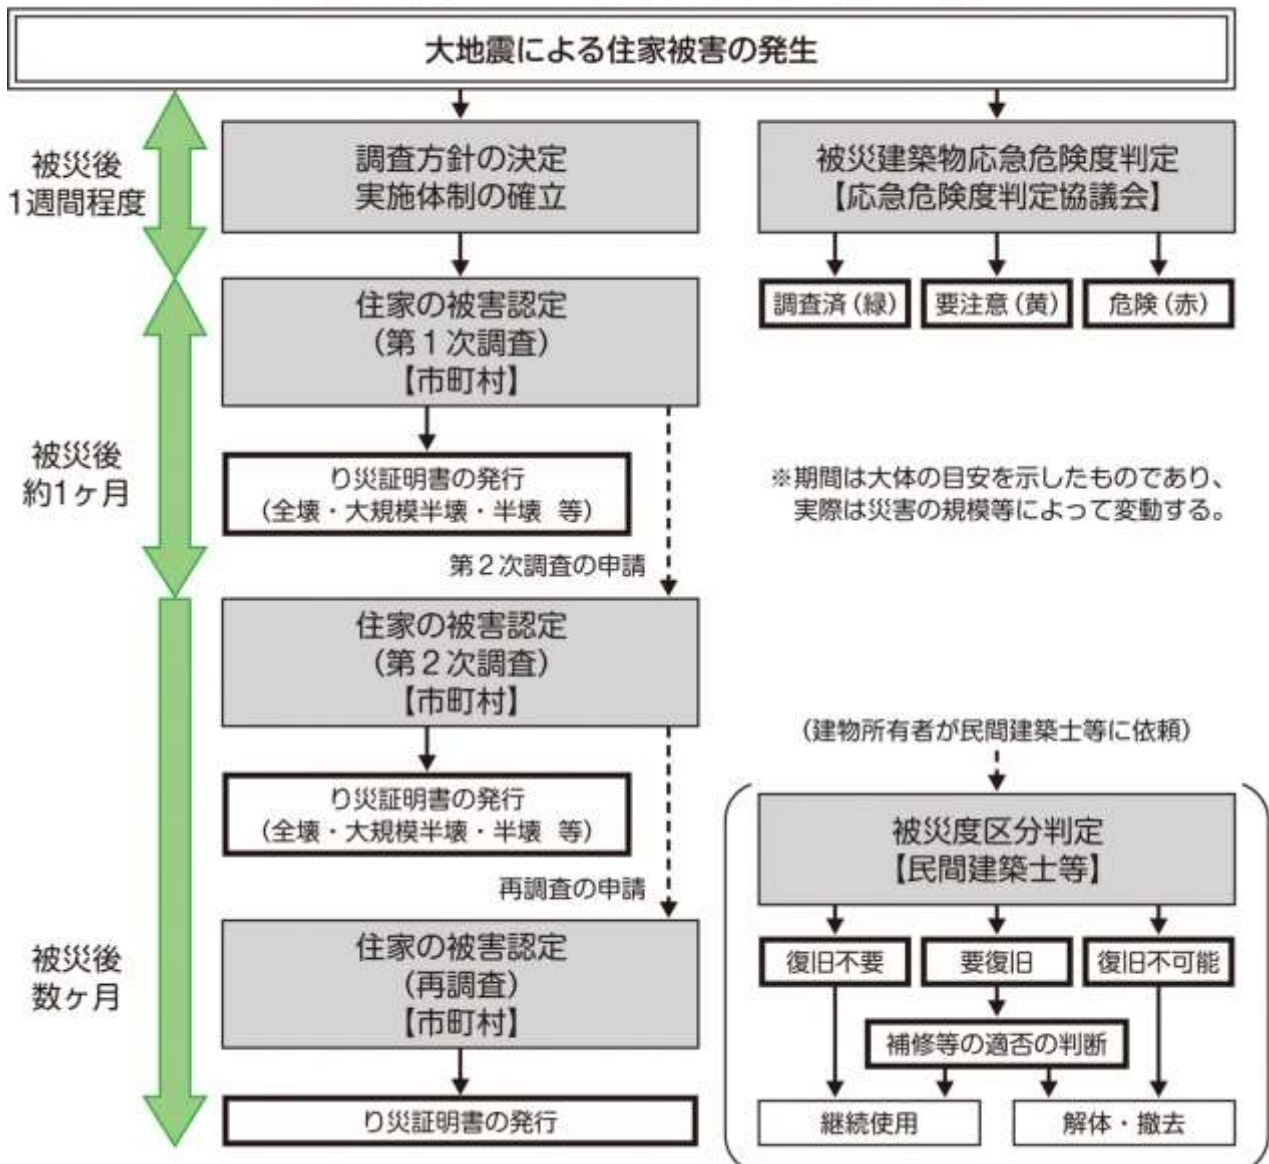 大地震による住家被害の発生
被災後
1週間程度
調査方針の決定
実施体制の確立
被災建築物応急危険度判定
【応急危険度判定協議会】
調査済(緑)
要注意(黄)
危険(赤)
被災後
約1ヶ月
住家の被害認定
(第1次調査)
【市町村】
り災証明書の発行
(全壊・大規模半壊・半壊 等)
※期間は大体の目安を示したものであり、
実際は災害の規模等によって変動する。
第2次調査の申請
被災後
数ヶ月
住家の被害認定
(第2次調査)
【市町村】
り災証明書の発行
(全壊・大規模半壊・半壊 等)
再調査の申請
住家の被害認定
(再調査)
【市町村】
り災証明書の発行
(建物所有者が民間建築士等に依頼)
被災度区分判定
【民間建築士等】
復旧不要
要復旧
復旧不可能
補修等の適否の判断
継続使用
解体・撤去